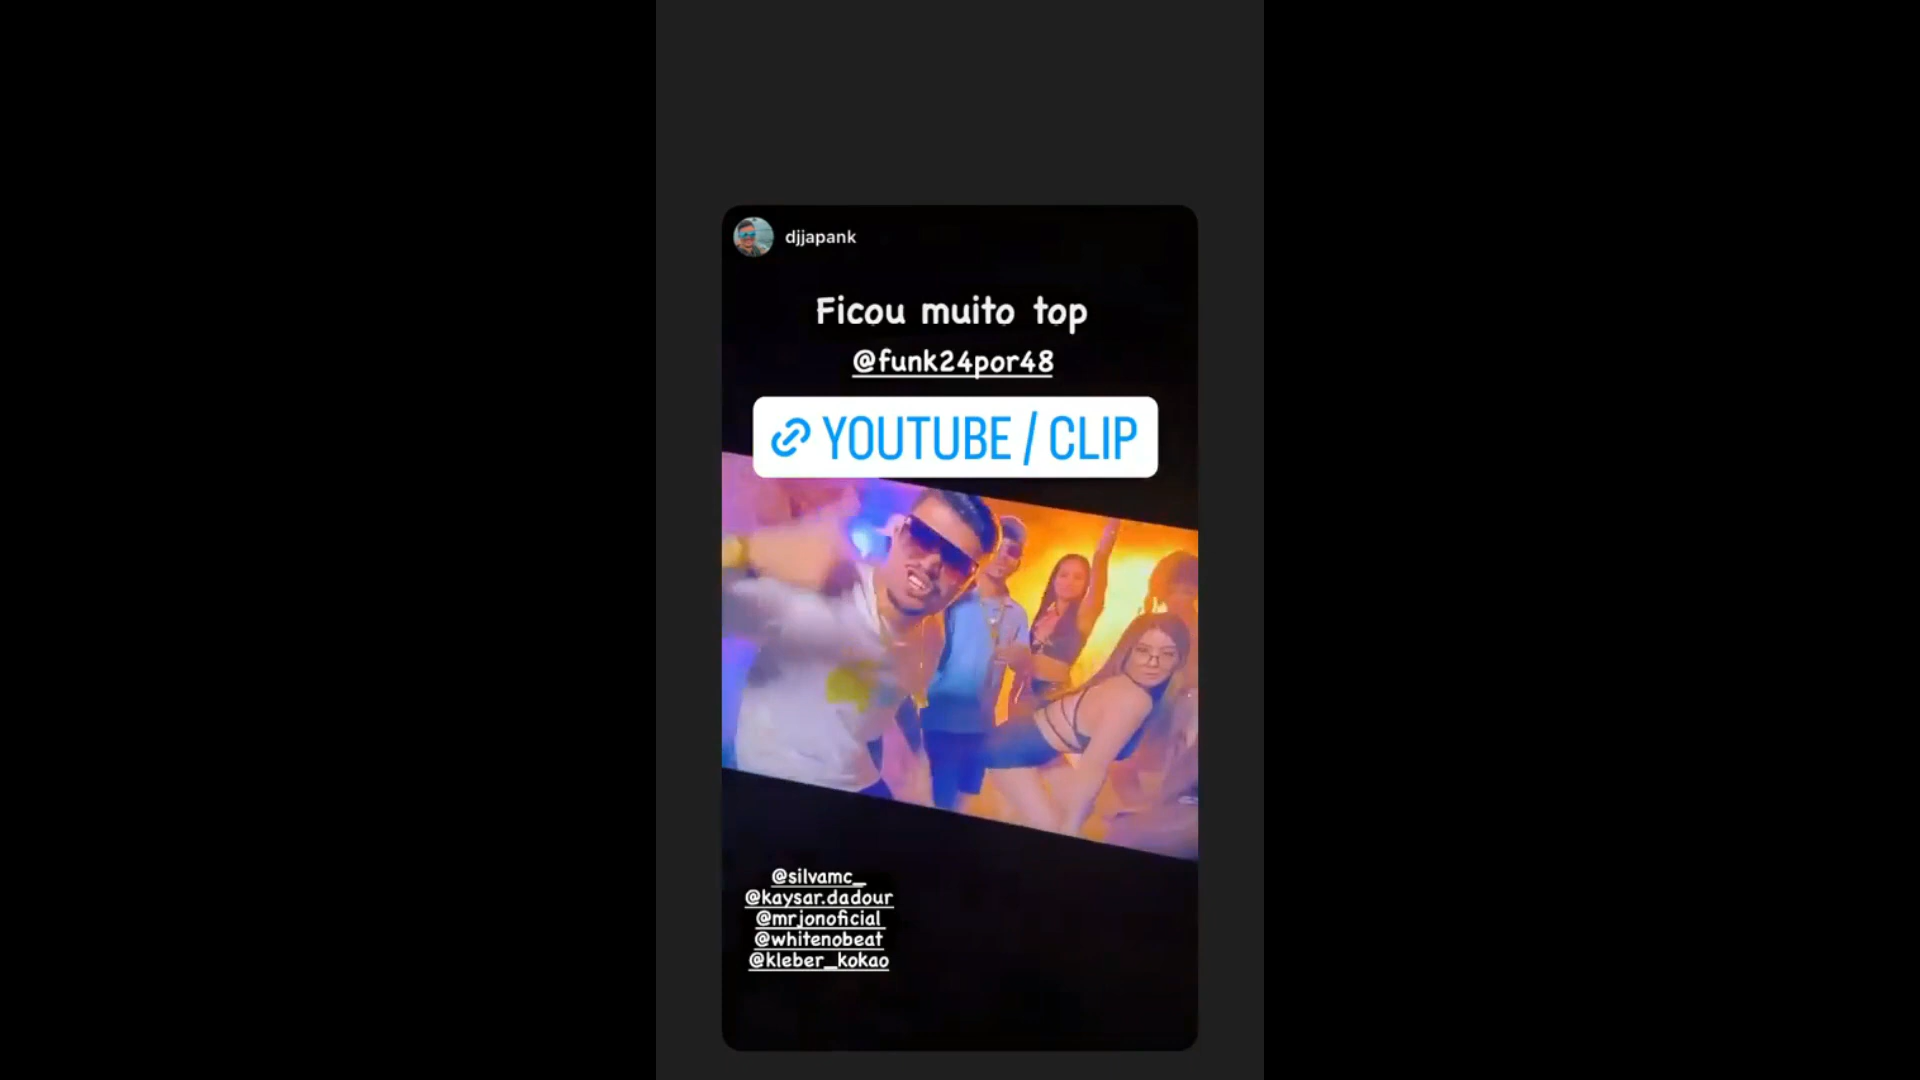 djjapank
Ficou muito top
@funk24por48
YOUTUBE / CLIP
@silvamc_
@kaysar.dadour
@mrjonoficial
@whitenobeat
@kleber_kokao